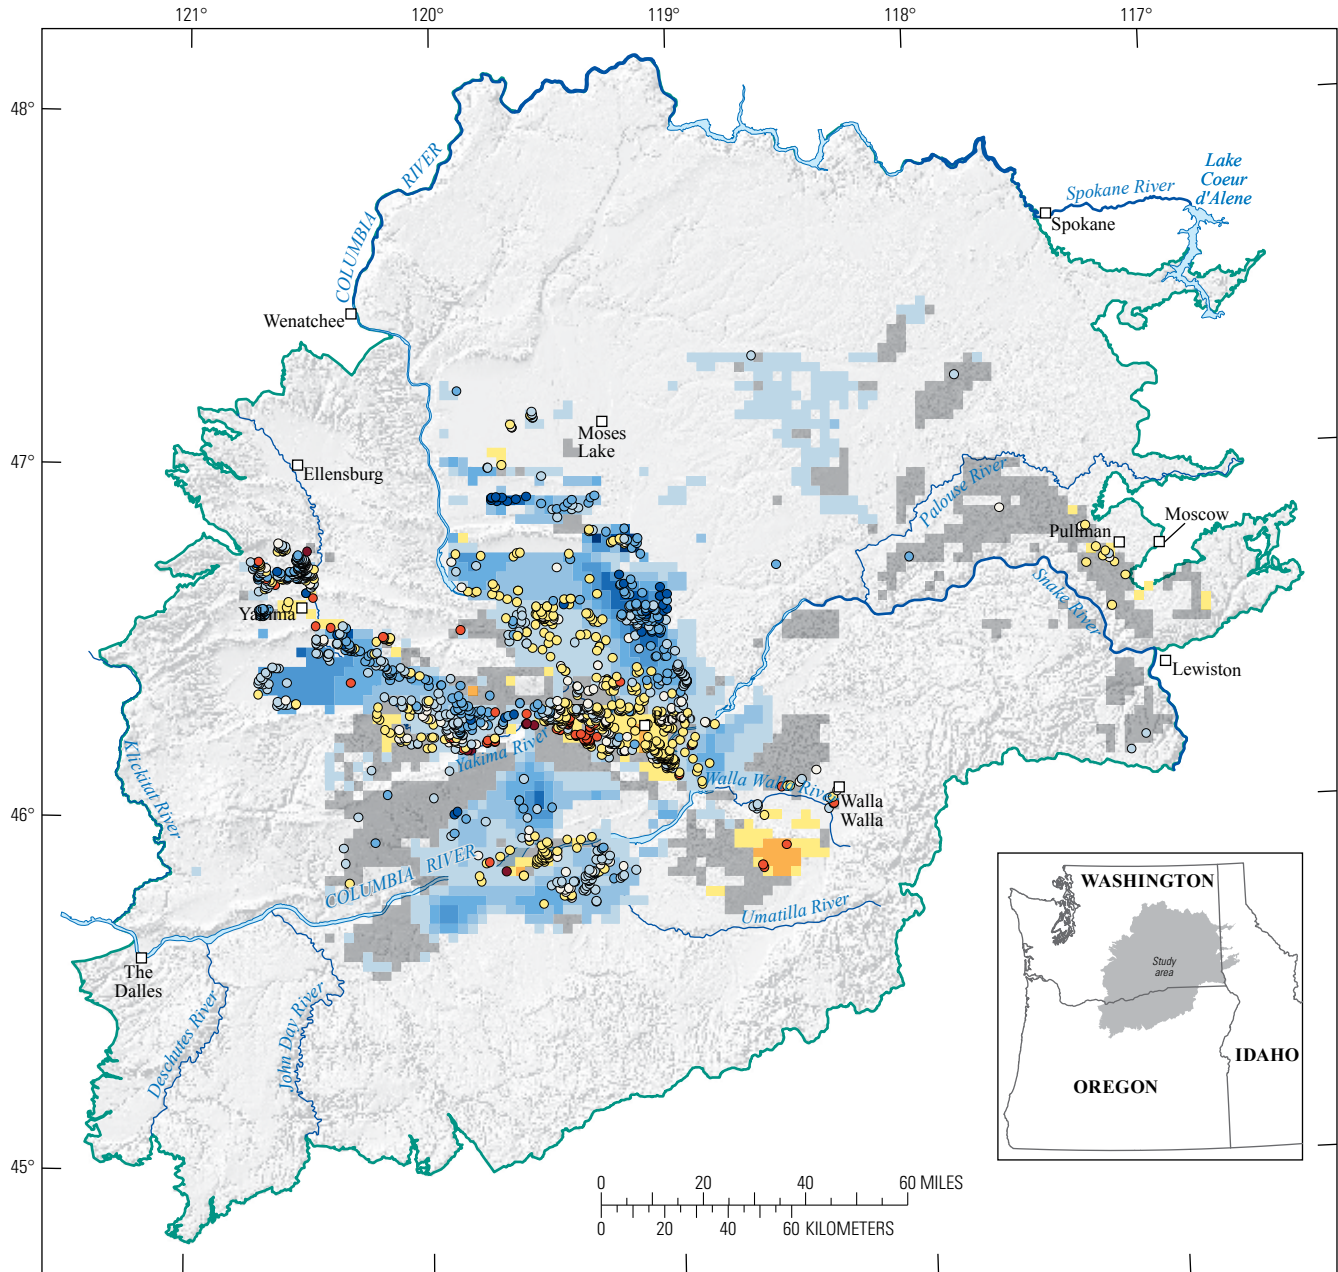 121°
120°
119°
118°
117°
48°
COLUMBIA RIVER
Lake
Coeur
d'Alene
Spokane River
Spokane
Wenatchee
Moses
Lake
47°
Ellensburg
Palouse River
Pullman
Moscow
Snake River
Yakima
Lewiston
Klickitat River
Yakima River
Walla Walla River
Walla
Walla
46°
COLUMBIA RIVER
Umatilla River
The
Dalles
Deschutes River
John Day River
WASHINGTON
Study
area
IDAHO
OREGON
45°
0 20 40 60 MILES
0 20 40 60 KILOMETERS